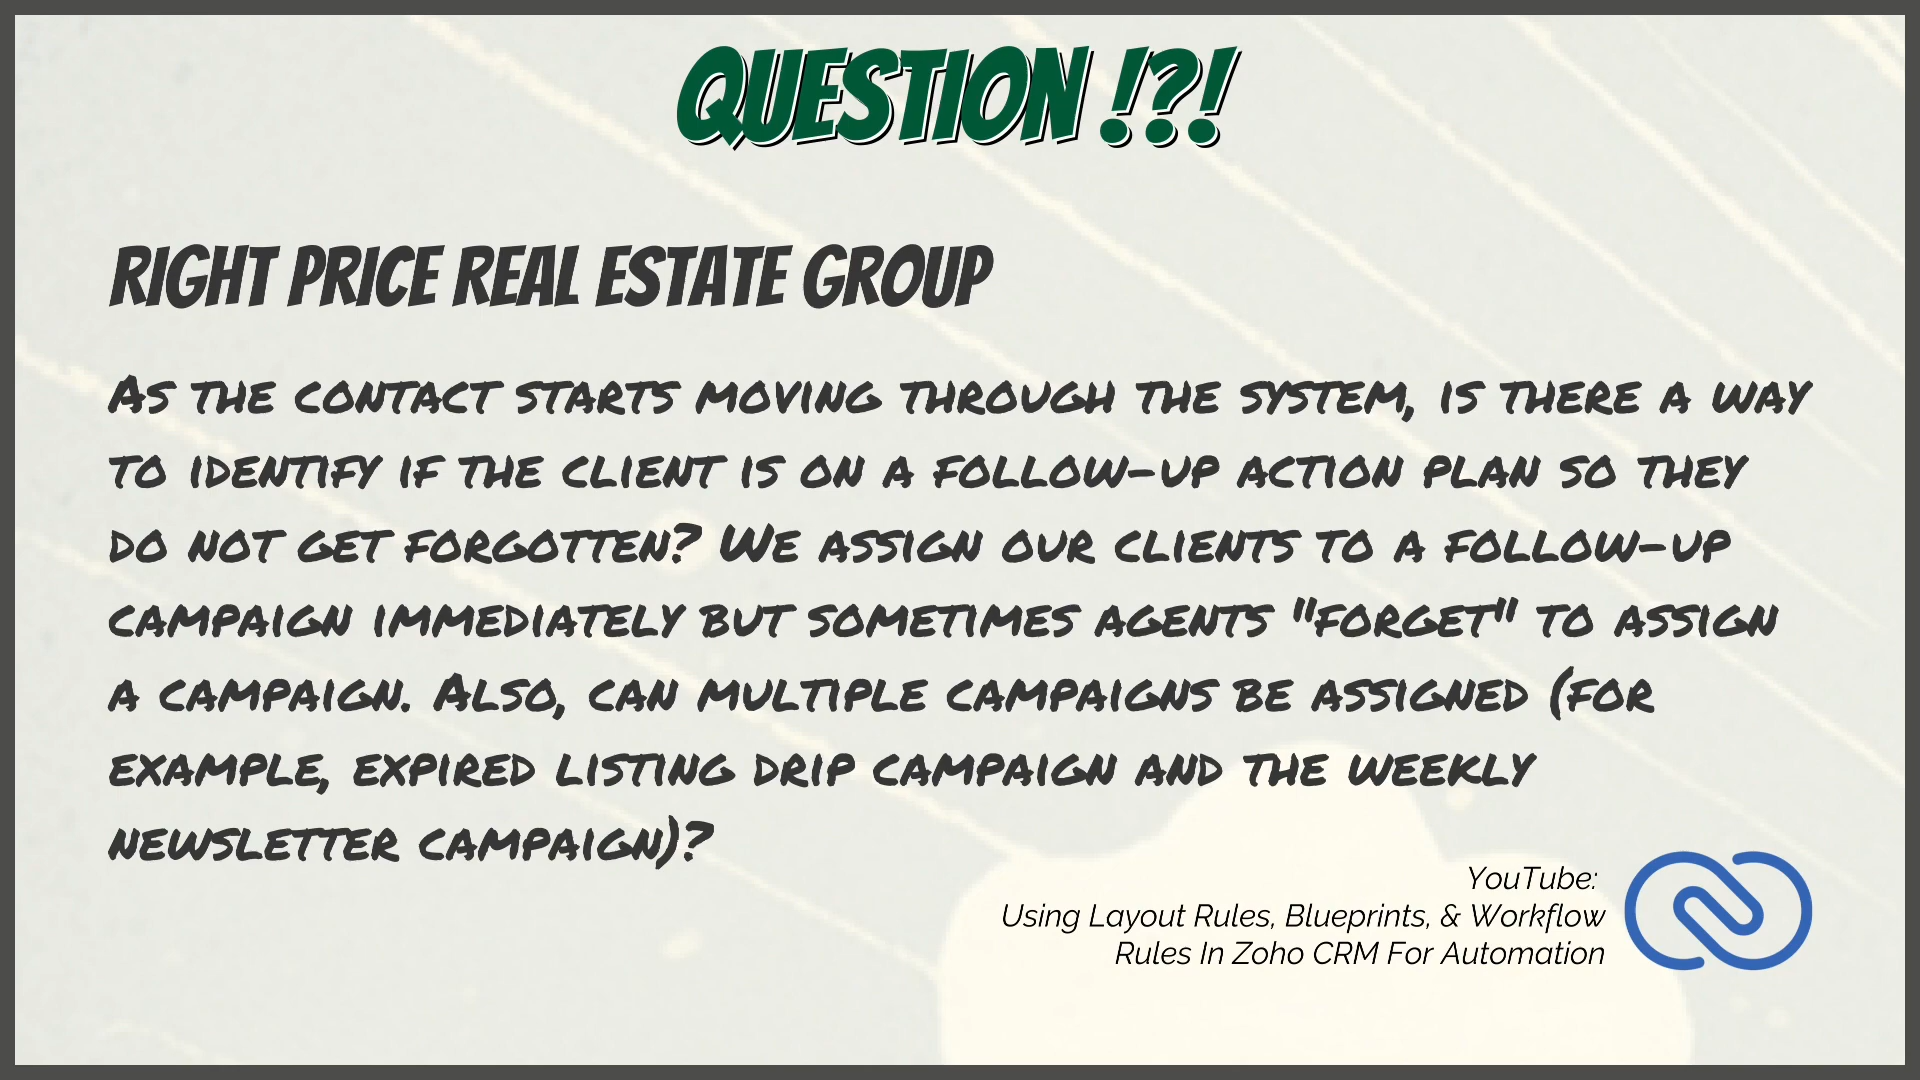 QUESTION !?!
RIGHT PRICE REAL ESTATE GROUP
As the contact starts moving through the system, is there a way
to identify if the client is on a follow-up action plan so they
do not get forgotten? We assign our clients to a follow-up
campaign immediately but sometimes agents "forget" to assign
a campaign. Also, can multiple campaigns be assigned (for
example, expired listing drip campaign and the weekly
newsletter campaign)?
YouTube:
Using Layout Rules, Blueprints, & Workflow
Rules In Zoho CRM For Automation